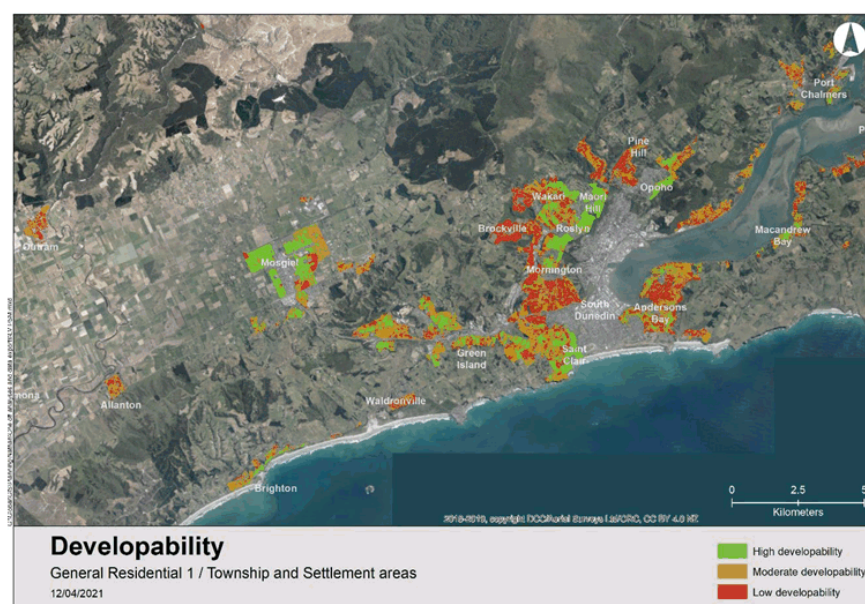 Port
Chalmers
Pine
Hill
Opoho
Wakari
Mauri
Hill
Roslyn
Brockville
Macandrew
Bay
Outram
Mosgiel
Mornington
South
Dunedin
Andersons
Bay
Green
Island
Saint
Clair
Allanton
Waldronville
Brighton
0 2.5 5
Kilometers
Developability
General Residential 1 / Township and Settlement areas
12/04/2021
High developability
Moderate developability
Low developability